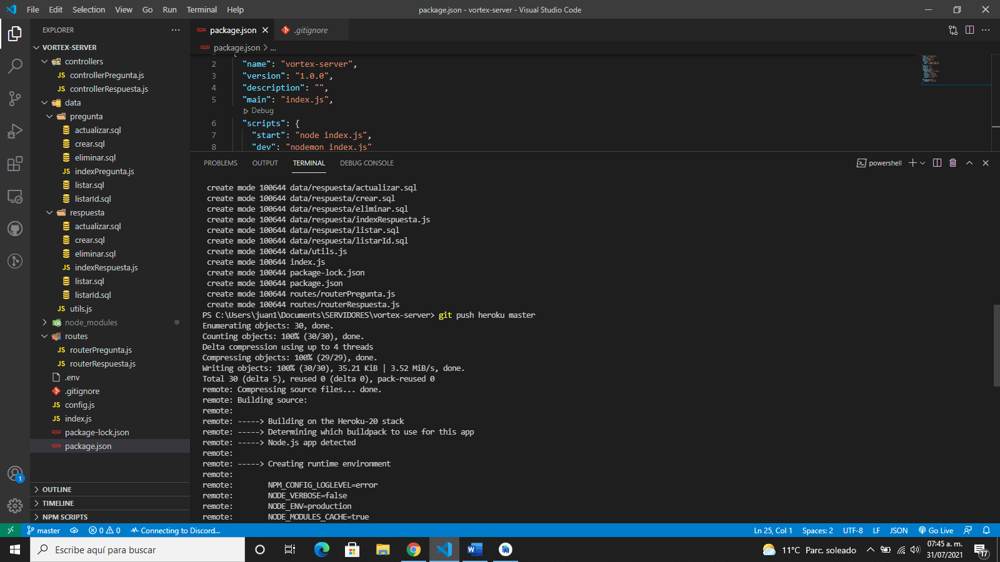 File Edit Selection View Go Run Terminal Help
package.json - vortex-server - Visual Studio Code
EXPLORER
VORTEX-SERVER
controllers
JS controllerPregunta.js
JS controllerRespuesta.js
data
pregunta
actualizar.sql
crear.sql
eliminar.sql
JS indexPregunta.js
listar.sql
listarId.sql
respuesta
actualizar.sql
crear.sql
eliminar.sql
JS indexRespuesta.js
listar.sql
listarId.sql
JS utils.js
node_modules
routes
JS routerPregunta.js
JS routerRespuesta.js
.env
.gitignore
JS config.js
JS index.js
package-lock.json
package.json
OUTLINE
TIMELINE
NPM SCRIPTS
1
package.json
.gitignore
package.json > ...
2 "name": "vortex-server",
3 "version": "1.0.0",
4 "description": "",
5 "main": "index.js",
Debug
6 "scripts": {
7 "start": "node index.js",
8 "dev": "nodemon index.js"
PROBLEMS OUTPUT TERMINAL DEBUG CONSOLE
powershell
create mode 100644 data/respuesta/actualizar.sql
create mode 100644 data/respuesta/crear.sql
create mode 100644 data/respuesta/eliminar.sql
create mode 100644 data/respuesta/indexRespuesta.js
create mode 100644 data/respuesta/listar.sql
create mode 100644 data/respuesta/listarId.sql
create mode 100644 data/utils.js
create mode 100644 index.js
create mode 100644 package-lock.json
create mode 100644 package.json
create mode 100644 routes/routerPregunta.js
create mode 100644 routes/routerRespuesta.js
PS C:\Users\juan1\Documents\SERVIDORES\vortex-server> git push heroku master
Enumerating objects: 30, done.
Counting objects: 100% (30/30), done.
Delta compression using up to 4 threads
Compressing objects: 100% (29/29), done.
Writing objects: 100% (30/30), 35.21 KiB | 3.52 MiB/s, done.
Total 30 (delta 5), reused 0 (delta 0), pack-reused 0
remote: Compressing source files... done.
remote: Building source:
remote:
remote: -----> Building on the Heroku-20 stack
remote: -----> Determining which buildpack to use for this app
remote: -----> Node.js app detected
remote:
remote: -----> Creating runtime environment
remote:
remote: NPM_CONFIG_LOGLEVEL=error
remote: NODE_VERBOSE=false
remote: NODE_ENV=production
remote: NODE_MODULES_CACHE=true
master 0 0 Connecting to Discord...
Ln 25, Col 1 Spaces: 2 UTF-8 LF JSON Go Live
Escribe aquí para buscar
11°C Parc. soleado
07:45 a. m.
31/07/2021
17